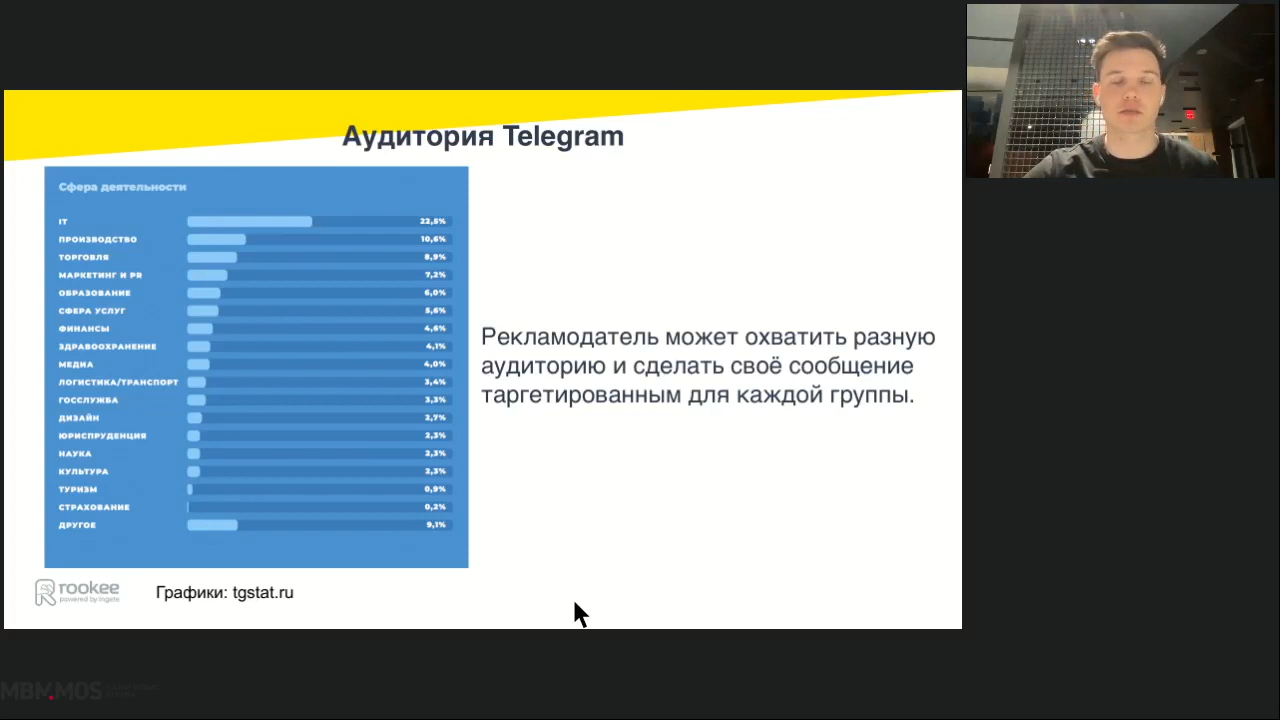 Аудитория Telegram
Сфера деятельности
IT 22,5%
ПРОИЗВОДСТВО 10,6%
ТОРГОВЛЯ 8,9%
МАРКЕТИНГ И PR 7,2%
ОБРАЗОВАНИЕ 6,0%
СФЕРА УСЛУГ 5,6%
ФИНАНСЫ 4,6%
ЗДРАВООХРАНЕНИЕ 4,1%
МЕДИА 4,0%
ЛОГИСТИКА/ТРАНСПОРТ 3,4%
ГОССЛУЖБА 3,3%
ДИЗАЙН 2,7%
ЮРИСПРУДЕНЦИЯ 2,3%
НАУКА 2,3%
КУЛЬТУРА 2,3%
ТУРИЗМ 0,9%
СТРАХОВАНИЕ 0,2%
ДРУГОЕ 9,1%
Рекламодатель может охватить разную
аудиторию и сделать своё сообщение
таргетированным для каждой группы.
rookee
powered by Ingate
Графики: tgstat.ru
MBM.MOS